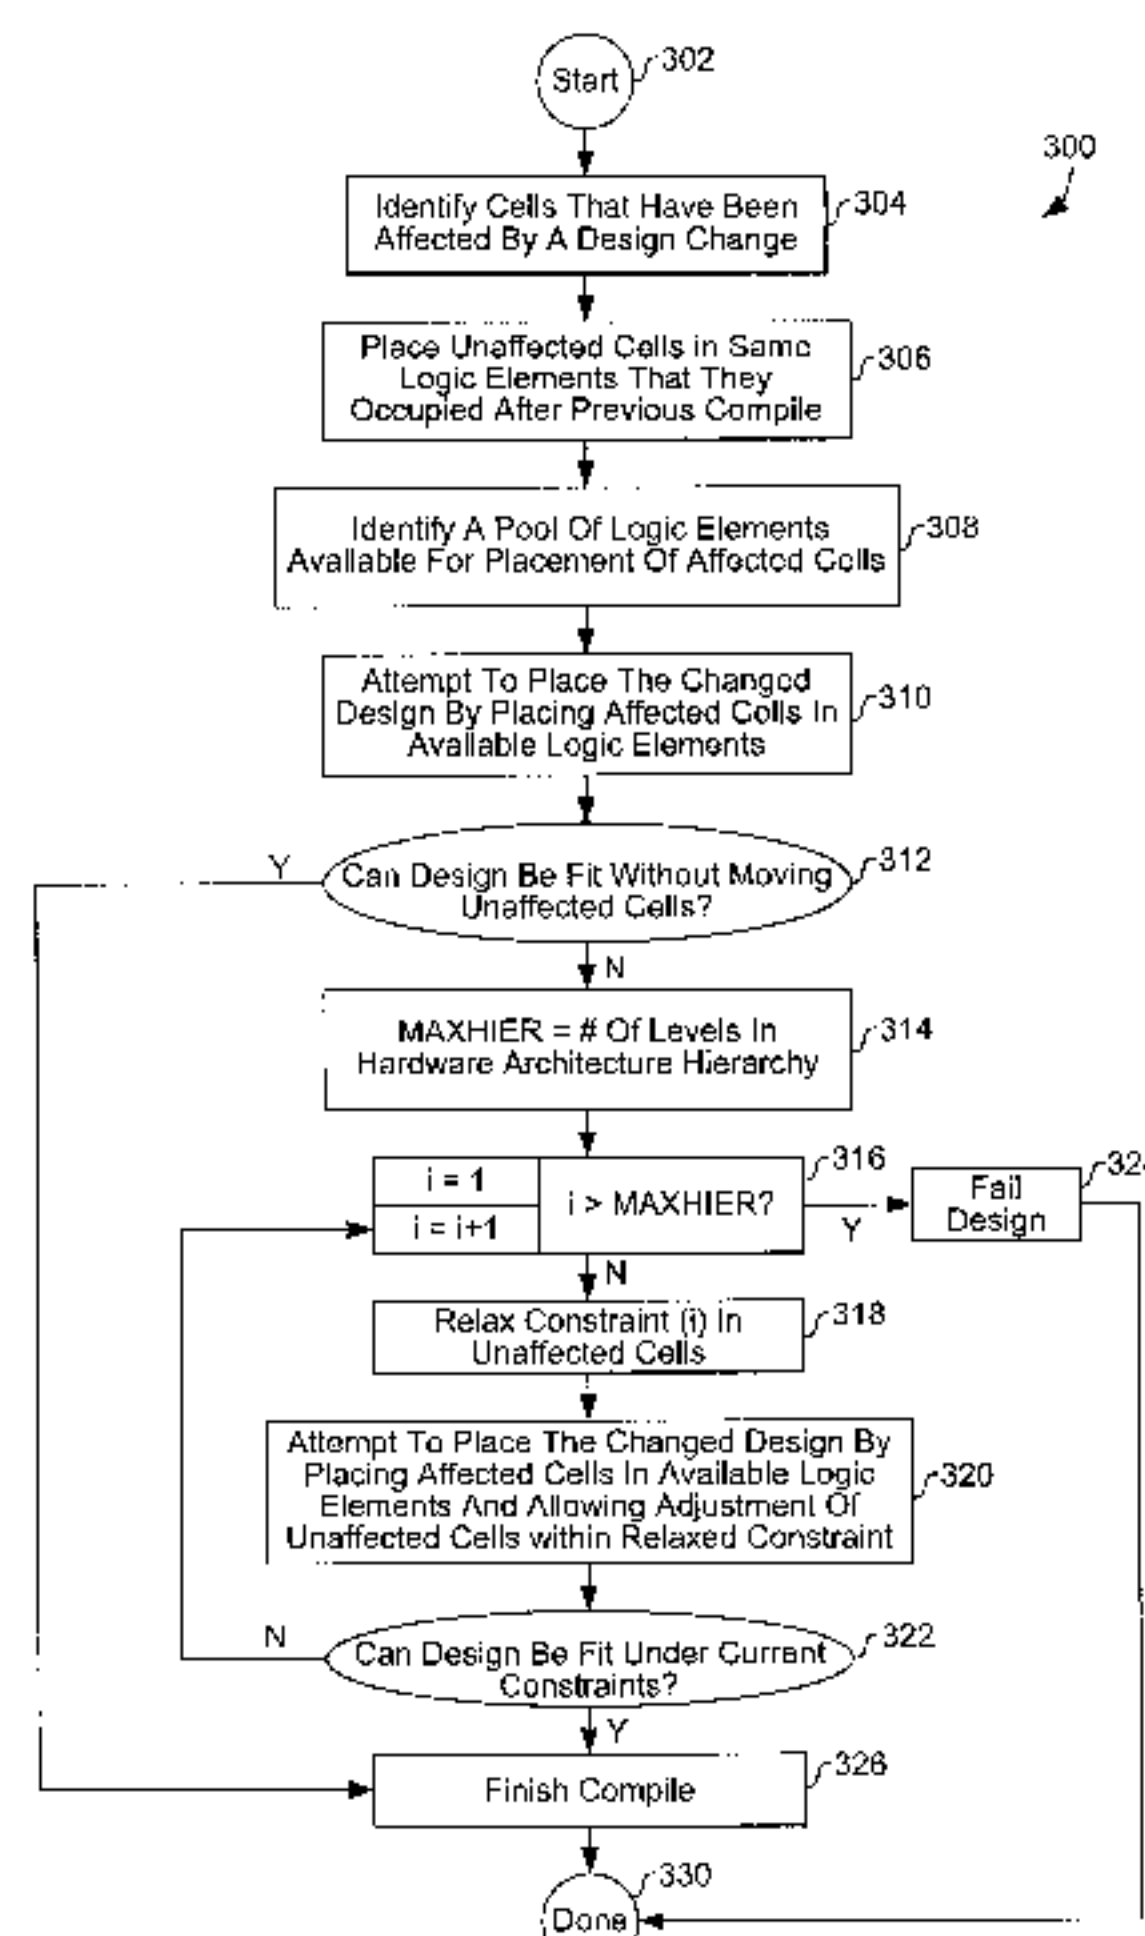 Start
302
300
Identify Cells That Have Been
Affected By A Design Change
304
Place Unaffected Cells in Same
Logic Elements That They
Occupied After Previous Compile
306
Identify A Pool Of Logic Elements
Available For Placement Of Affected Cells
308
Attempt To Place The Changed
Design By Placing Affected Cells In
Available Logic Elements
310
Y
Can Design Be Fit Without Moving
Unaffected Cells?
312
N
MAXHIER = # Of Levels In
Hardware Architecture Hierarchy
314
i = 1
i = i+1
i > MAXHIER?
316
Y
Fail
Design
N
Relax Constraint (i) In
Unaffected Cells
318
Attempt To Place The Changed Design By
Placing Affected Cells In Available Logic
Elements And Allowing Adjustment Of
Unaffected Cells within Relaxed Constraint
320
N
Can Design Be Fit Under Current
Constraints?
322
Y
Finish Compile
326
330
Done